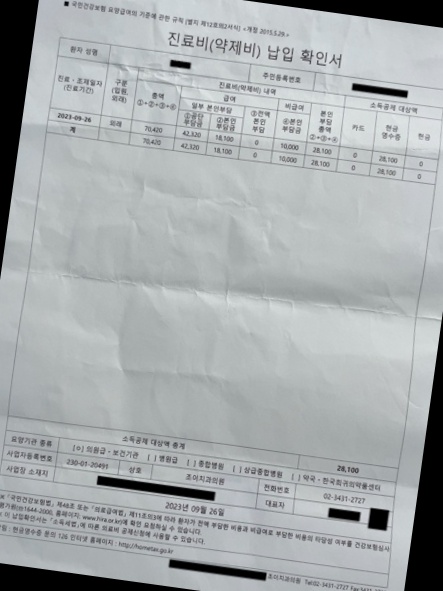 ■ 국민건강보험 요양급여의 기준에 관한 규칙 [별지 제12호의2서식] <개정 2015.5.29.>
진료비(약제비) 납입 확인서
환자 성명
주민등록번호
진료비(약제비) 내역
소득공제 대상액
진료·조제일자
(진료기간)
구분
(입원,
외래)
총액
①+②+③+④
급여
비급여
본인
부담
총액
②+③+④
일부 본인부담
①공단
부담금
②본인
부담금
③전액
본인
부담
④본인
부담금
카드
현금
영수증
현금
2023-09-26 외래 70,420 42,320 18,100 0 10,000 28,100 0 28,100 0
계 70,420 42,320 18,100 0 10,000 28,100 0 28,100 0
소득공제 대상액 총계 28,100
요양기관 종류 [o] 의원급·보건기관 [ ] 병원급 [ ] 종합병원 [ ] 상급종합병원 [ ] 약국·한국희귀의약품센터
사업자등록번호 230-01-20491 상호 조이치과의원 전화번호 02-3431-2727
사업장 소재지
대표자
2023년 09월 26일
※「국민건강보험법」제48조 또는 「의료급여법」제11조의3에 따라 환자가 전액 부담한 비용과 비급여로 부담한 비용의 타당성 여부를 건강보험심사
평가원(☏1644-2000, 홈페이지: www.hira.or.kr)에 확인 요청하실 수 있습니다.
이 납입확인서는 「소득세법」에 따른 의료비 공제신청에 사용할 수 있습니다.
현금영수증 문의 126 인터넷 홈페이지 : http://hometax.go.kr
조이치과의원 Tel:02-3431-2727